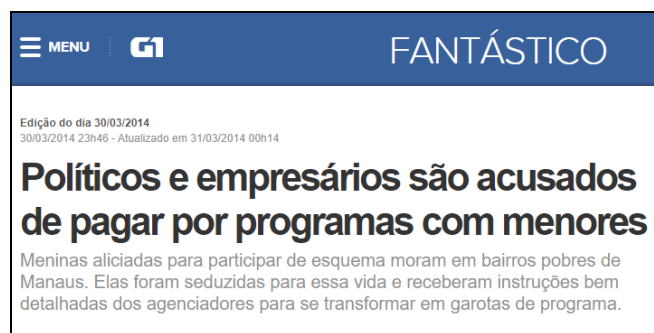 MENU G1 FANTÁSTICO
Edição do dia 30/03/2014
30/03/2014 23h46 - Atualizado em 31/03/2014 00h14
Políticos e empresários são acusados
de pagar por programas com menores
Meninas aliciadas para participar de esquema moram em bairros pobres de
Manaus. Elas foram seduzidas para essa vida e receberam instruções bem
detalhadas dos agenciadores para se transformar em garotas de programa.